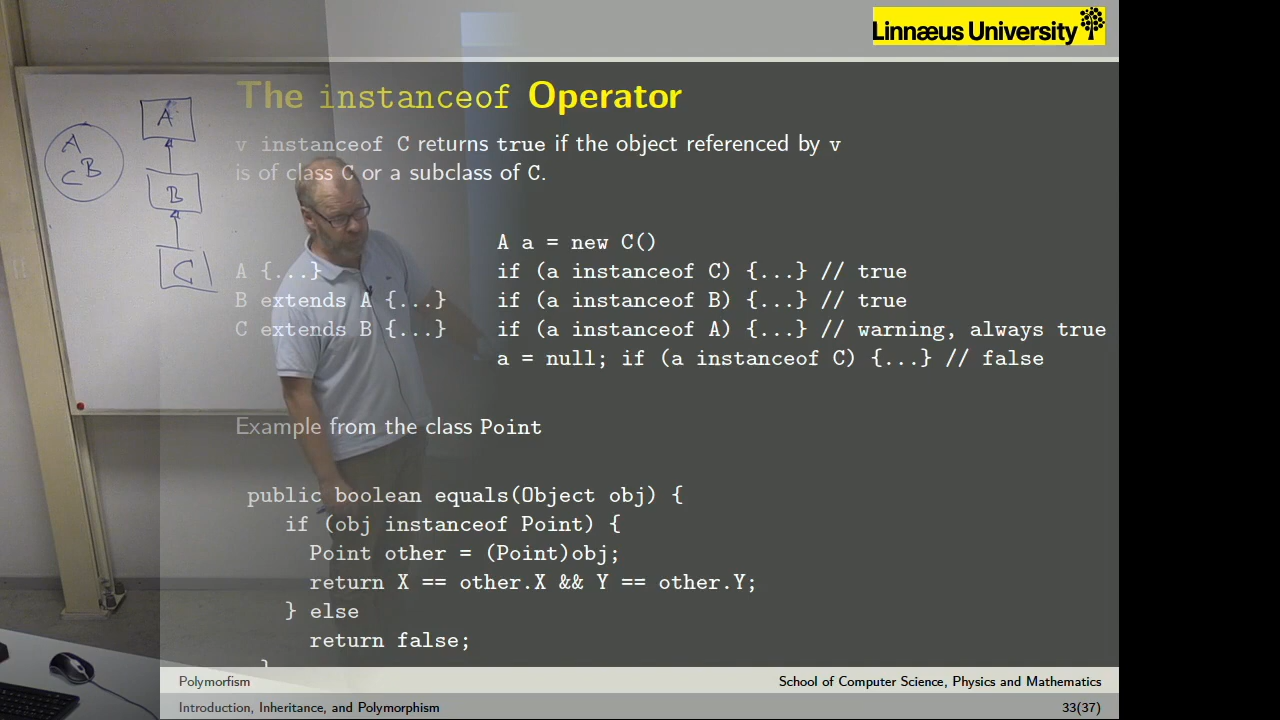 Linnæus University
The instanceof Operator
v instanceof C returns true if the object referenced by v
is of class C or a subclass of C.
A a = new C()
A {...} if (a instanceof C) {...} // true
B extends A {...} if (a instanceof B) {...} // true
C extends B {...} if (a instanceof A) {...} // warning, always true
a = null; if (a instanceof C) {...} // false
Example from the class Point
public boolean equals(Object obj) {
if (obj instanceof Point) {
Point other = (Point)obj;
return X == other.X && Y == other.Y;
} else
return false;
}
Polymorfism School of Computer Science, Physics and Mathematics
Introduction, Inheritance, and Polymorphism 33(37)
A
B
C
A
B
C